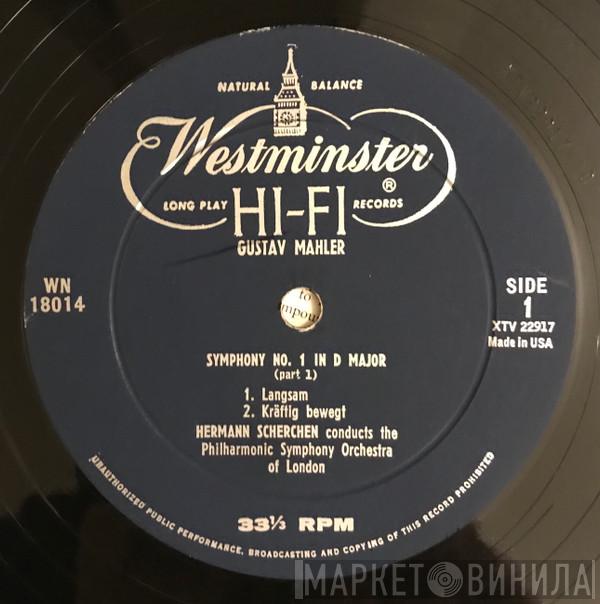 NATURAL BALANCE
Westminster ®
LONG PLAY HI-FI RECORDS
GUSTAV MAHLER
WN
18014
SIDE
1
XTV 22917
Made in USA
to
mpou
SYMPHONY NO. 1 IN D MAJOR
(part 1)
1. Langsam
2. Kräftig bewegt
HERMANN SCHERCHEN conducts the
Philharmonic Symphony Orchestra
of London
33⅓ RPM
UNAUTHORIZED PUBLIC PERFORMANCE, BROADCASTING AND COPYING OF THIS RECORD PROHIBITED
МАРКЕТ ВИНИЛА